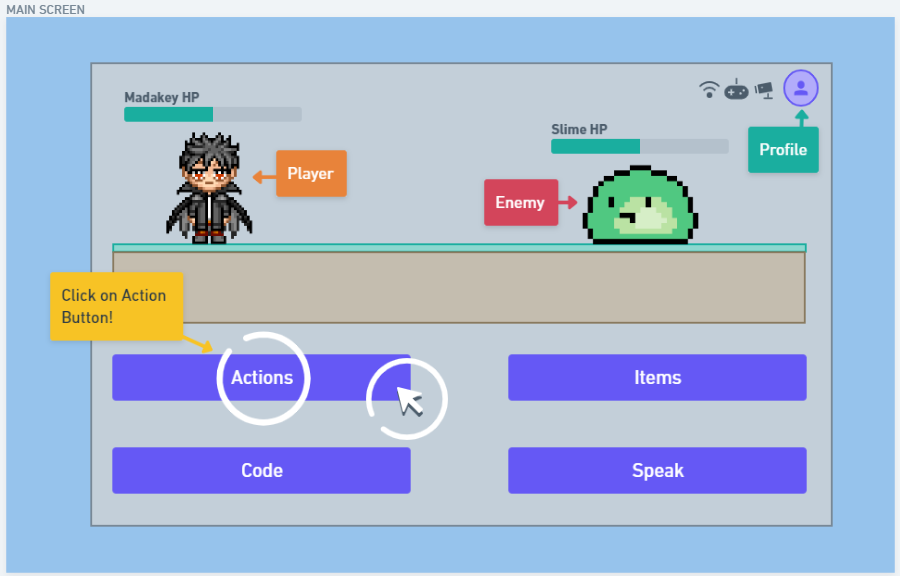 MAIN SCREEN
Madakey HP
Slime HP
Profile
Player
Enemy
Click on Action
Button!
Actions
Items
Code
Speak